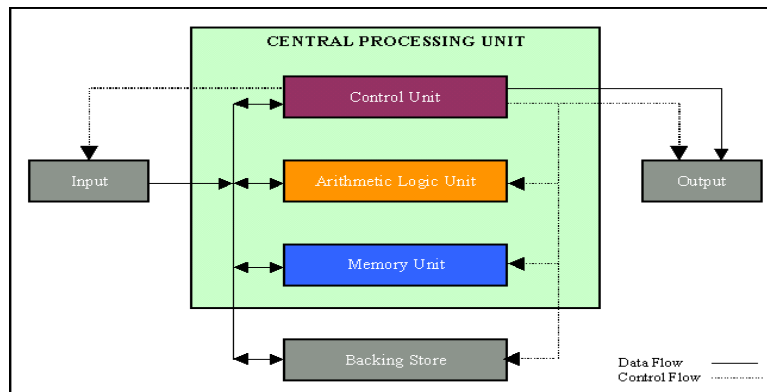 CENTRAL PROCESSING UNIT
Control Unit
Input
Arithmetic Logic Unit
Output
Memory Unit
Backing Store
Data Flow
Control Flow